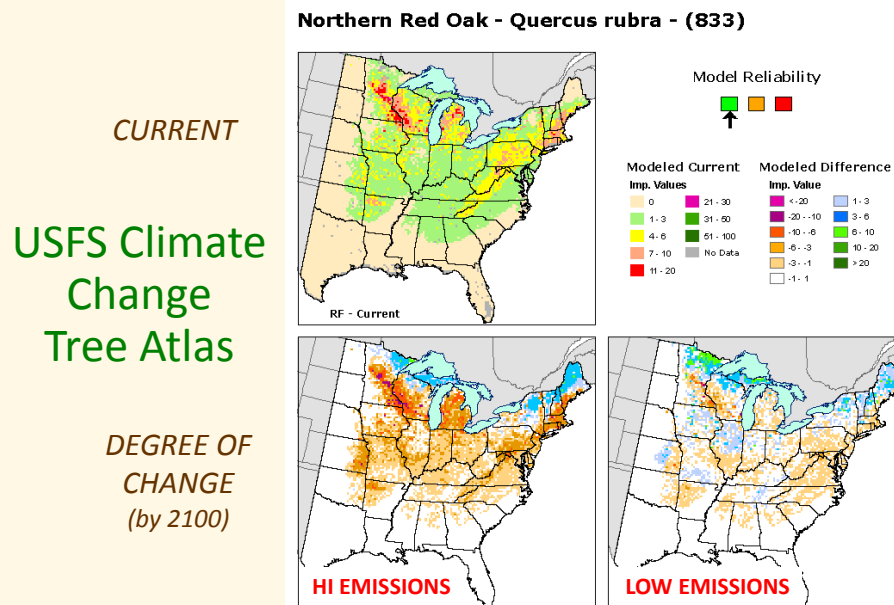 Northern Red Oak - Quercus rubra - (833)
CURRENT
USFS Climate
Change
Tree Atlas
DEGREE OF
CHANGE
(by 2100)
RF - Current
Model Reliability
Modeled Current
Imp. Values
0
1 - 3
4 - 6
7 - 10
11 - 20
21 - 30
31 - 50
51 - 100
No Data
Modeled Difference
Imp. Value
< -20
-20 - -10
-10 - -6
-6 - -3
-3 - -1
-1 - 1
1 - 3
3 - 6
6 - 10
10 - 20
> 20
HI EMISSIONS
LOW EMISSIONS